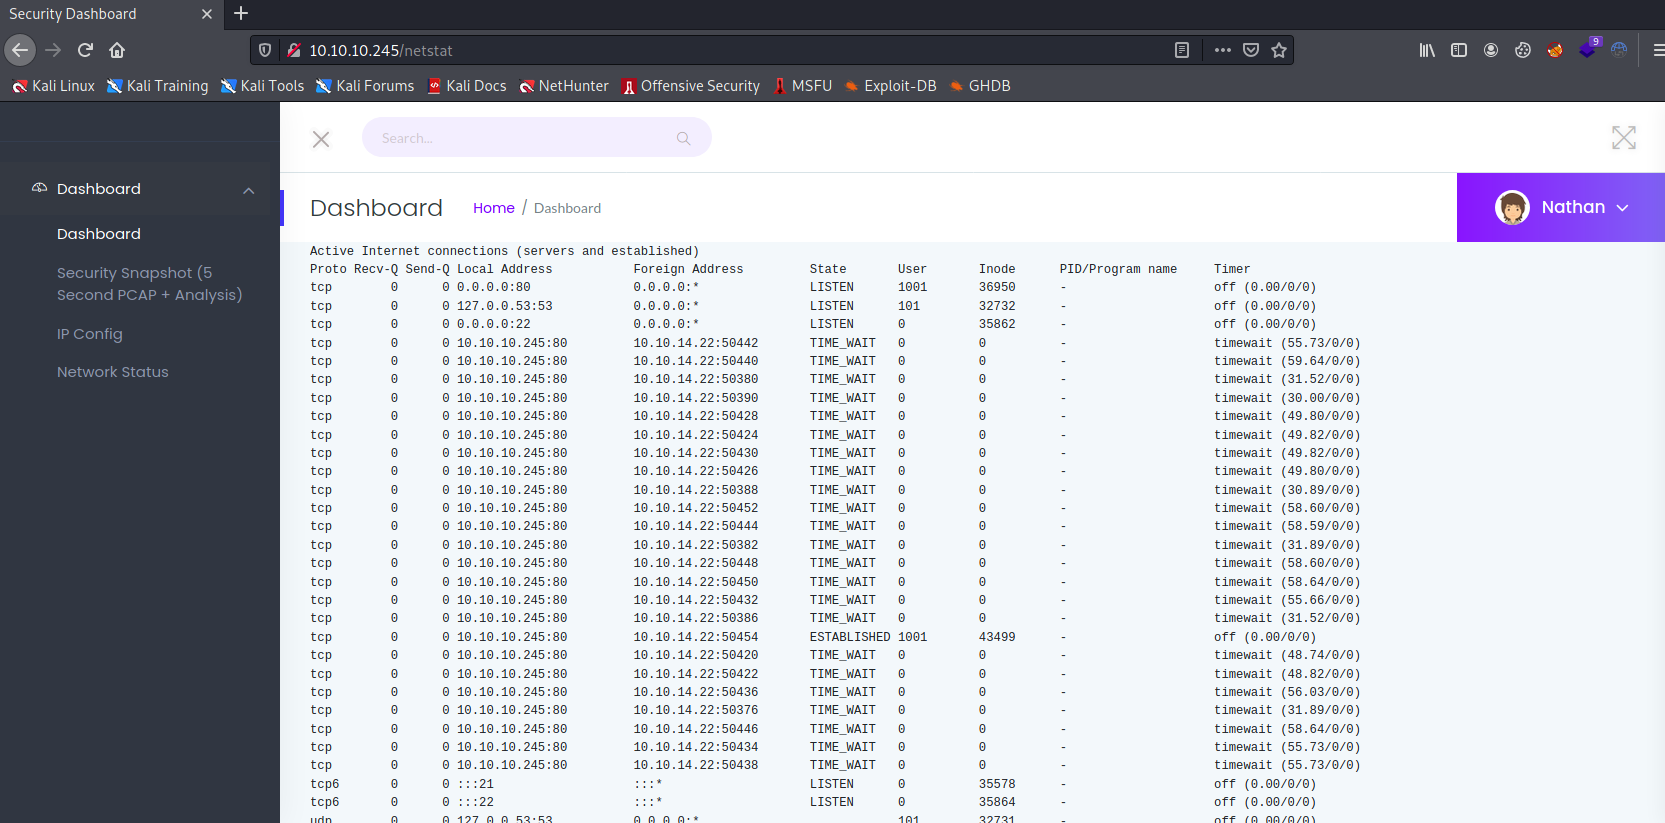 Security Dashboard
10.10.10.245/netstat
9
Kali Linux Kali Training Kali Tools Kali Forums Kali Docs NetHunter Offensive Security MSFU Exploit-DB GHDB
Search...
Dashboard
Dashboard
Security Snapshot (5
Second PCAP + Analysis)
IP Config
Network Status
Dashboard Home / Dashboard
Nathan
Active Internet connections (servers and established)
Proto Recv-Q Send-Q Local Address Foreign Address State User Inode PID/Program name Timer
tcp 0 0 0.0.0.0:80 0.0.0.0:* LISTEN 1001 36950 - off (0.00/0/0)
tcp 0 0 127.0.0.53:53 0.0.0.0:* LISTEN 101 32732 - off (0.00/0/0)
tcp 0 0 0.0.0.0:22 0.0.0.0:* LISTEN 0 35862 - off (0.00/0/0)
tcp 0 0 10.10.10.245:80 10.10.14.22:50442 TIME_WAIT 0 0 - timewait (55.73/0/0)
tcp 0 0 10.10.10.245:80 10.10.14.22:50440 TIME_WAIT 0 0 - timewait (59.64/0/0)
tcp 0 0 10.10.10.245:80 10.10.14.22:50380 TIME_WAIT 0 0 - timewait (31.52/0/0)
tcp 0 0 10.10.10.245:80 10.10.14.22:50390 TIME_WAIT 0 0 - timewait (30.00/0/0)
tcp 0 0 10.10.10.245:80 10.10.14.22:50428 TIME_WAIT 0 0 - timewait (49.80/0/0)
tcp 0 0 10.10.10.245:80 10.10.14.22:50424 TIME_WAIT 0 0 - timewait (49.82/0/0)
tcp 0 0 10.10.10.245:80 10.10.14.22:50430 TIME_WAIT 0 0 - timewait (49.82/0/0)
tcp 0 0 10.10.10.245:80 10.10.14.22:50426 TIME_WAIT 0 0 - timewait (49.80/0/0)
tcp 0 0 10.10.10.245:80 10.10.14.22:50388 TIME_WAIT 0 0 - timewait (30.89/0/0)
tcp 0 0 10.10.10.245:80 10.10.14.22:50452 TIME_WAIT 0 0 - timewait (58.60/0/0)
tcp 0 0 10.10.10.245:80 10.10.14.22:50444 TIME_WAIT 0 0 - timewait (58.59/0/0)
tcp 0 0 10.10.10.245:80 10.10.14.22:50382 TIME_WAIT 0 0 - timewait (31.89/0/0)
tcp 0 0 10.10.10.245:80 10.10.14.22:50448 TIME_WAIT 0 0 - timewait (58.60/0/0)
tcp 0 0 10.10.10.245:80 10.10.14.22:50450 TIME_WAIT 0 0 - timewait (58.64/0/0)
tcp 0 0 10.10.10.245:80 10.10.14.22:50432 TIME_WAIT 0 0 - timewait (55.66/0/0)
tcp 0 0 10.10.10.245:80 10.10.14.22:50386 TIME_WAIT 0 0 - timewait (31.52/0/0)
tcp 0 0 10.10.10.245:80 10.10.14.22:50454 ESTABLISHED 1001 43499 - off (0.00/0/0)
tcp 0 0 10.10.10.245:80 10.10.14.22:50420 TIME_WAIT 0 0 - timewait (48.74/0/0)
tcp 0 0 10.10.10.245:80 10.10.14.22:50422 TIME_WAIT 0 0 - timewait (48.82/0/0)
tcp 0 0 10.10.10.245:80 10.10.14.22:50436 TIME_WAIT 0 0 - timewait (56.03/0/0)
tcp 0 0 10.10.10.245:80 10.10.14.22:50376 TIME_WAIT 0 0 - timewait (31.89/0/0)
tcp 0 0 10.10.10.245:80 10.10.14.22:50446 TIME_WAIT 0 0 - timewait (58.64/0/0)
tcp 0 0 10.10.10.245:80 10.10.14.22:50434 TIME_WAIT 0 0 - timewait (55.73/0/0)
tcp 0 0 10.10.10.245:80 10.10.14.22:50438 TIME_WAIT 0 0 - timewait (55.73/0/0)
tcp6 0 0 :::21 :::* LISTEN 0 35578 - off (0.00/0/0)
tcp6 0 0 :::22 :::* LISTEN 0 35864 - off (0.00/0/0)
udp 0 0 127.0.0.53:53 0.0.0.0:* 101 32731 - off (0.00/0/0)